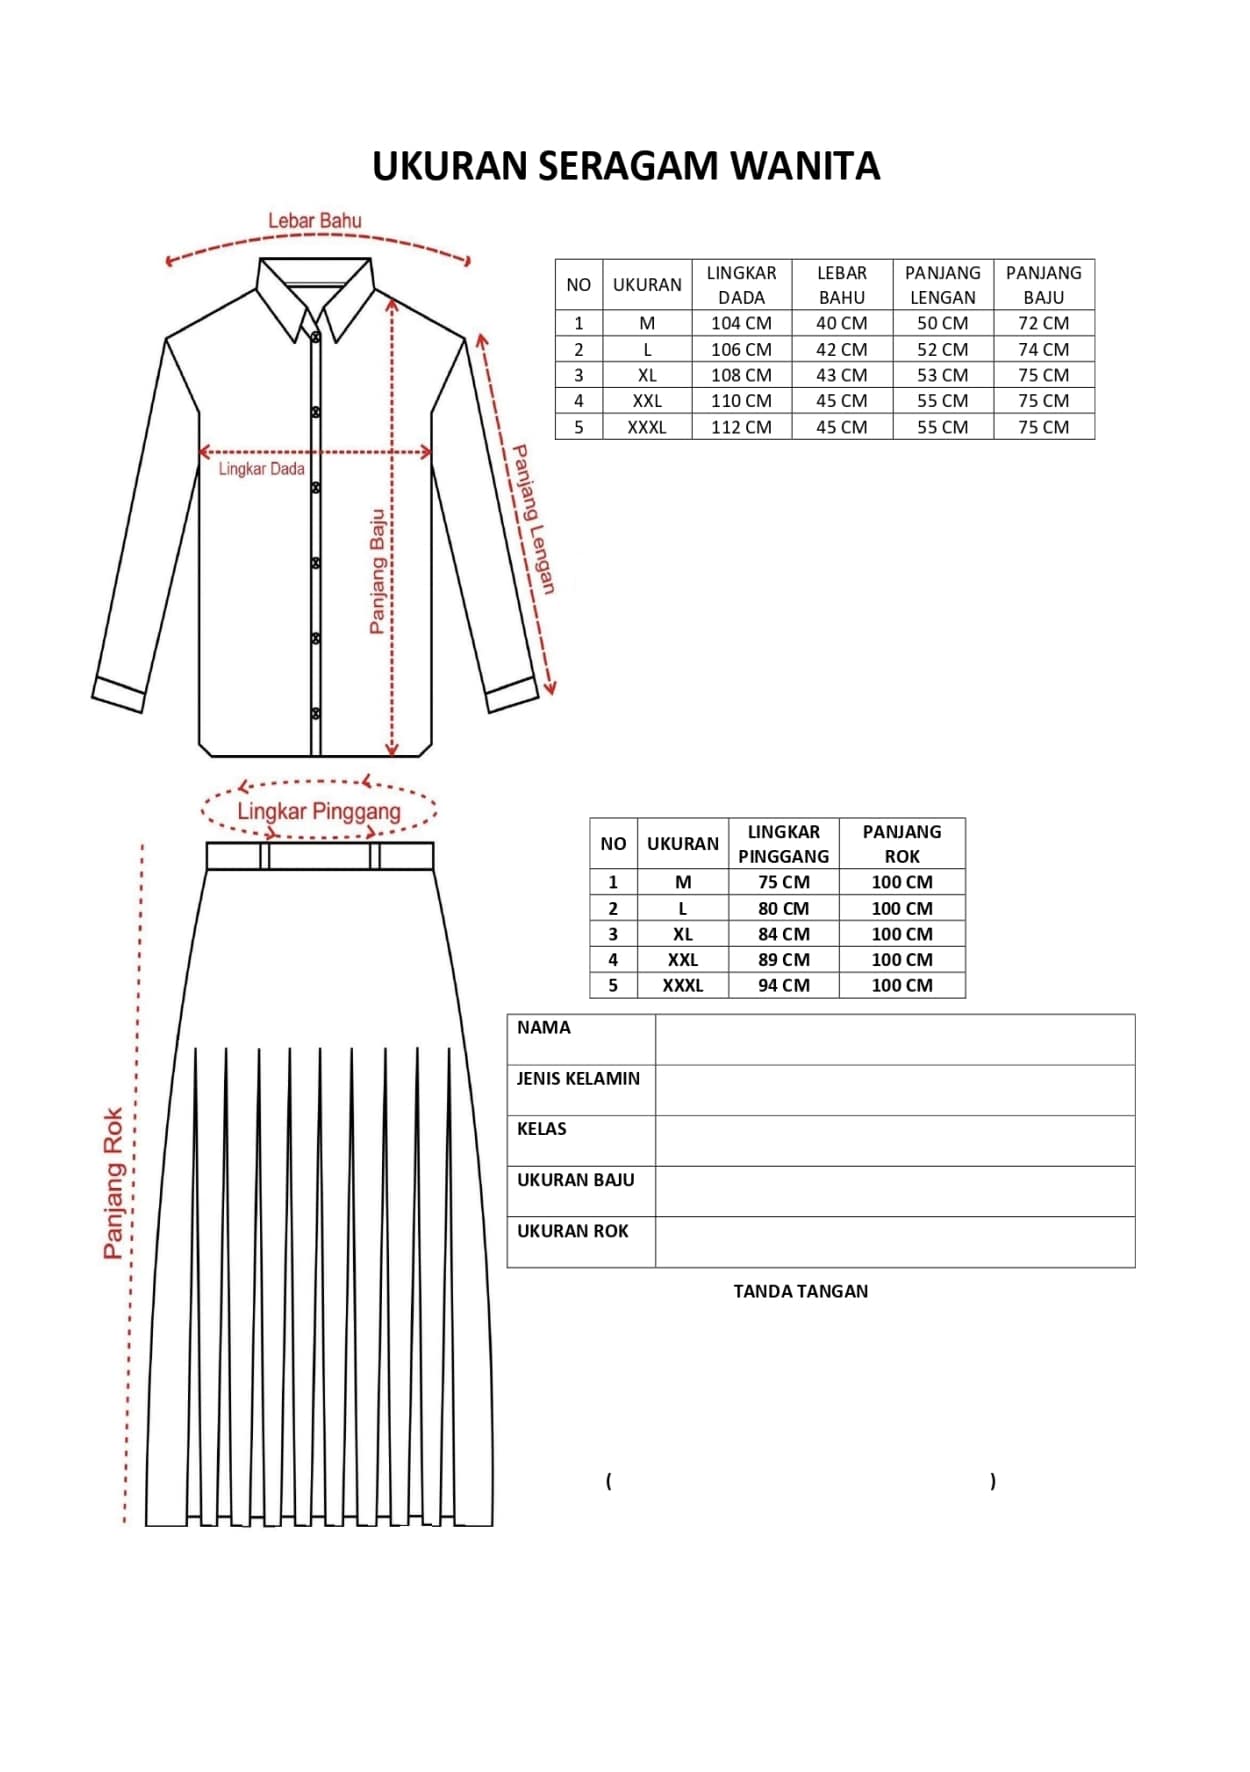 UKURAN SERAGAM WANITA
Lebar Bahu
Lingkar Dada
Panjang Baju
Panjang Lengan
NO UKURAN LINGKAR DADA LEBAR BAHU PANJANG LENGAN PANJANG BAJU
1 M 104 CM 40 CM 50 CM 72 CM
2 L 106 CM 42 CM 52 CM 74 CM
3 XL 108 CM 43 CM 53 CM 75 CM
4 XXL 110 CM 45 CM 55 CM 75 CM
5 XXXL 112 CM 45 CM 55 CM 75 CM
Lingkar Pinggang
Panjang Rok
NO UKURAN LINGKAR PINGGANG PANJANG ROK
1 M 75 CM 100 CM
2 L 80 CM 100 CM
3 XL 84 CM 100 CM
4 XXL 89 CM 100 CM
5 XXXL 94 CM 100 CM
NAMA
JENIS KELAMIN
KELAS
UKURAN BAJU
UKURAN ROK
TANDA TANGAN
( )